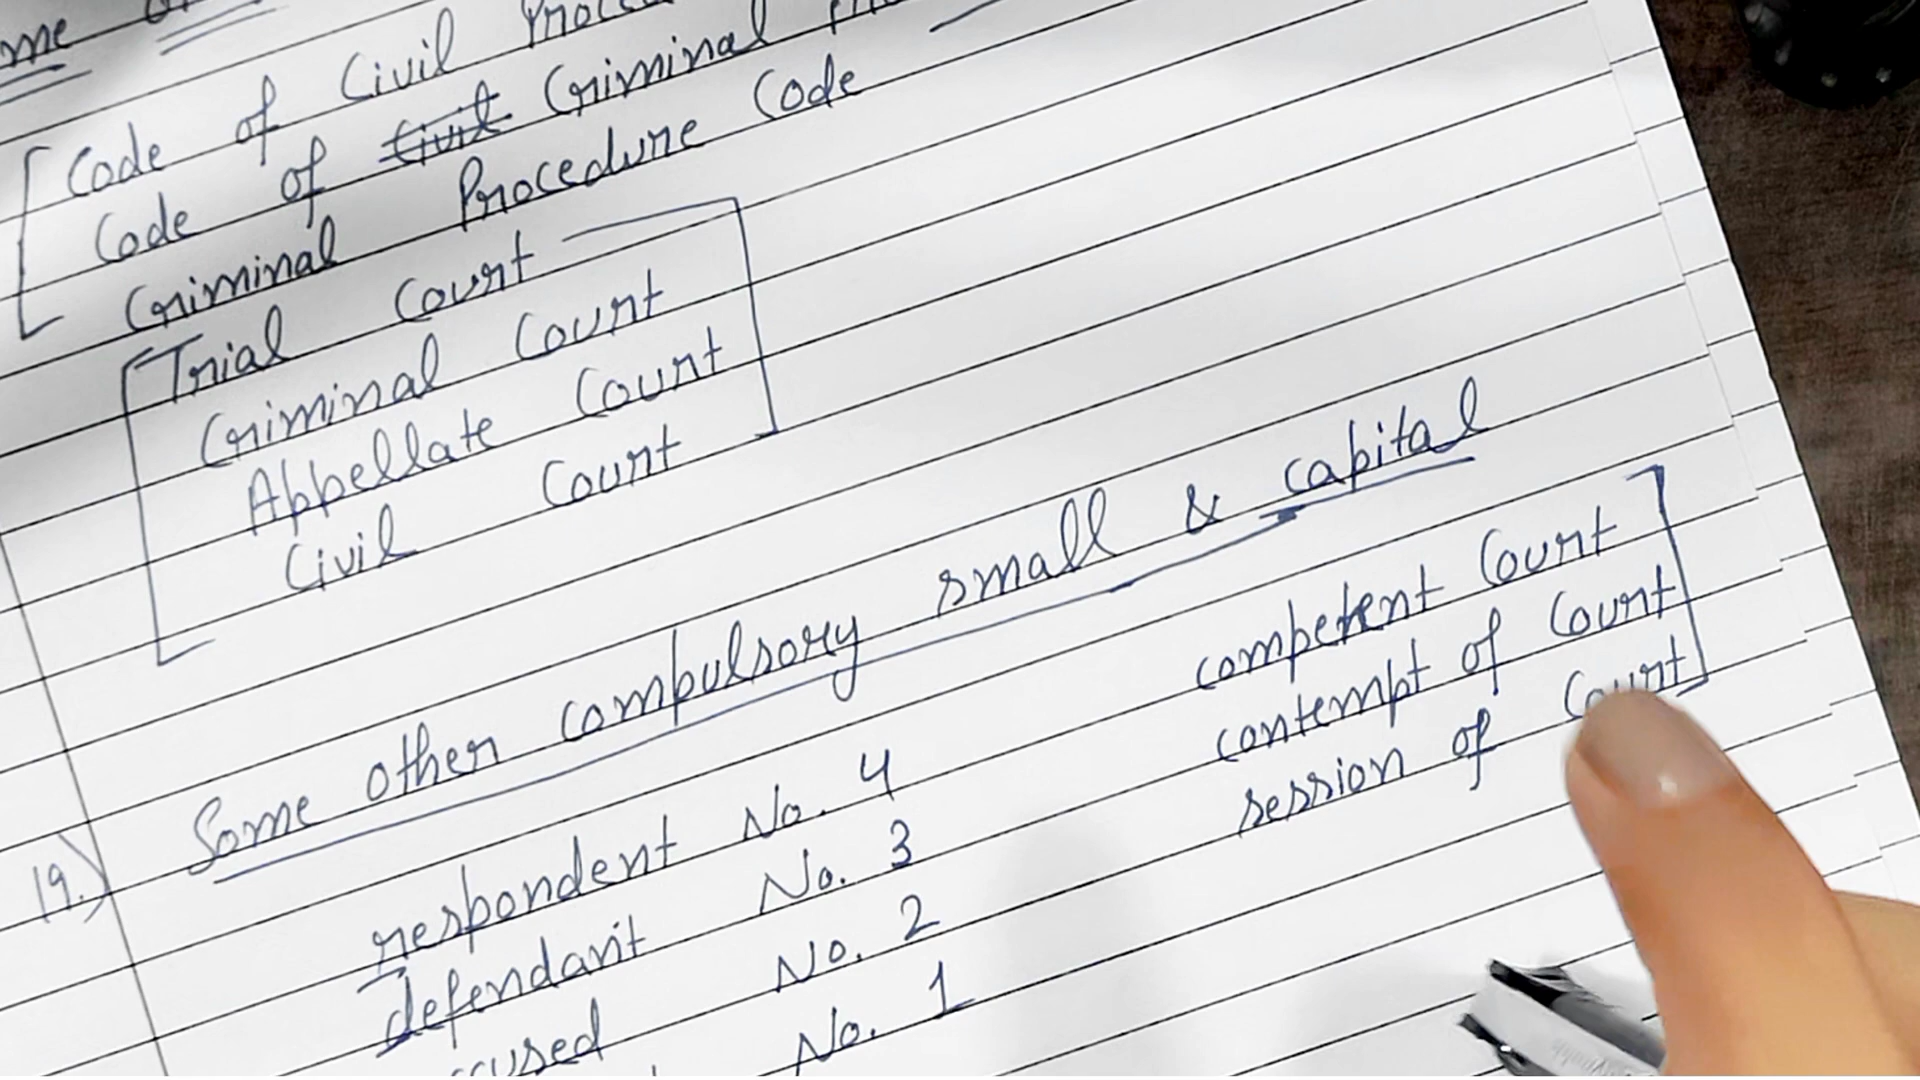 Code of Civil
Code of Civil Criminal
Criminal Procedure Code
Trial Court
Criminal Court
Appellate Court
Civil Court
19.) Some other compulsory small & capital
respondent No. 4
defendant No. 3
No. 2
No. 1
competent Court
contempt of Court
session of Court